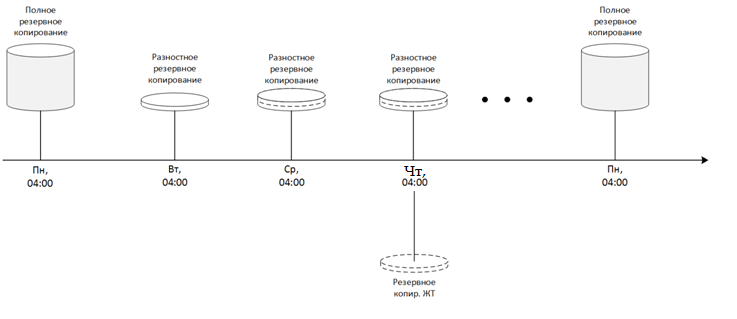 Полное
резервное
копирование
Разностное
резервное
копирование
Разностное
резервное
копирование
Разностное
резервное
копирование
Полное
резервное
копирование
Пн,
04:00
Вт,
04:00
Ср,
04:00
Чт,
04:00
Пн,
04:00
Резервное
копир. ЖТ